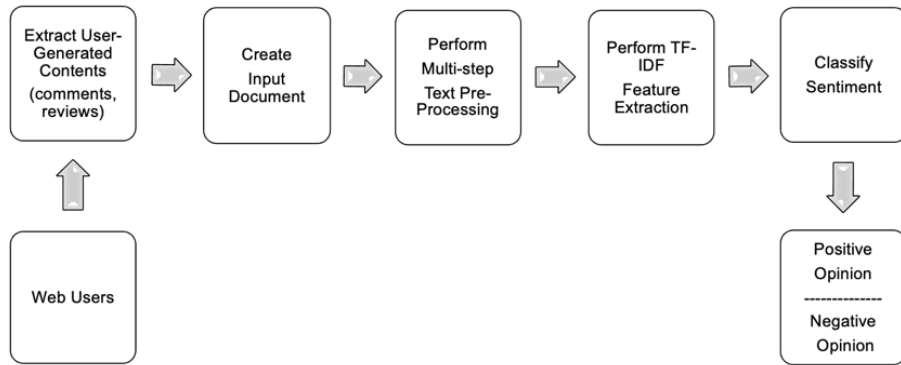 Extract User-
Generated
Contents
(comments,
reviews)
Create
Input
Document
Perform
Multi-step
Text Pre-
Processing
Perform TF-
IDF
Feature
Extraction
Classify
Sentiment
Web Users
Positive
Opinion
--------------
Negative
Opinion